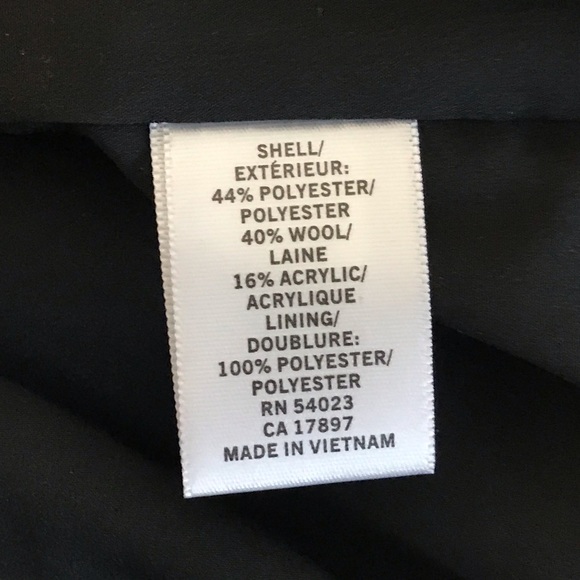 SHELL/
EXTÉRIEUR:
44% POLYESTER/
POLYESTER
40% WOOL/
LAINE
16% ACRYLIC/
ACRYLIQUE
LINING/
DOUBLURE:
100% POLYESTER/
POLYESTER
RN 54023
CA 17897
MADE IN VIETNAM